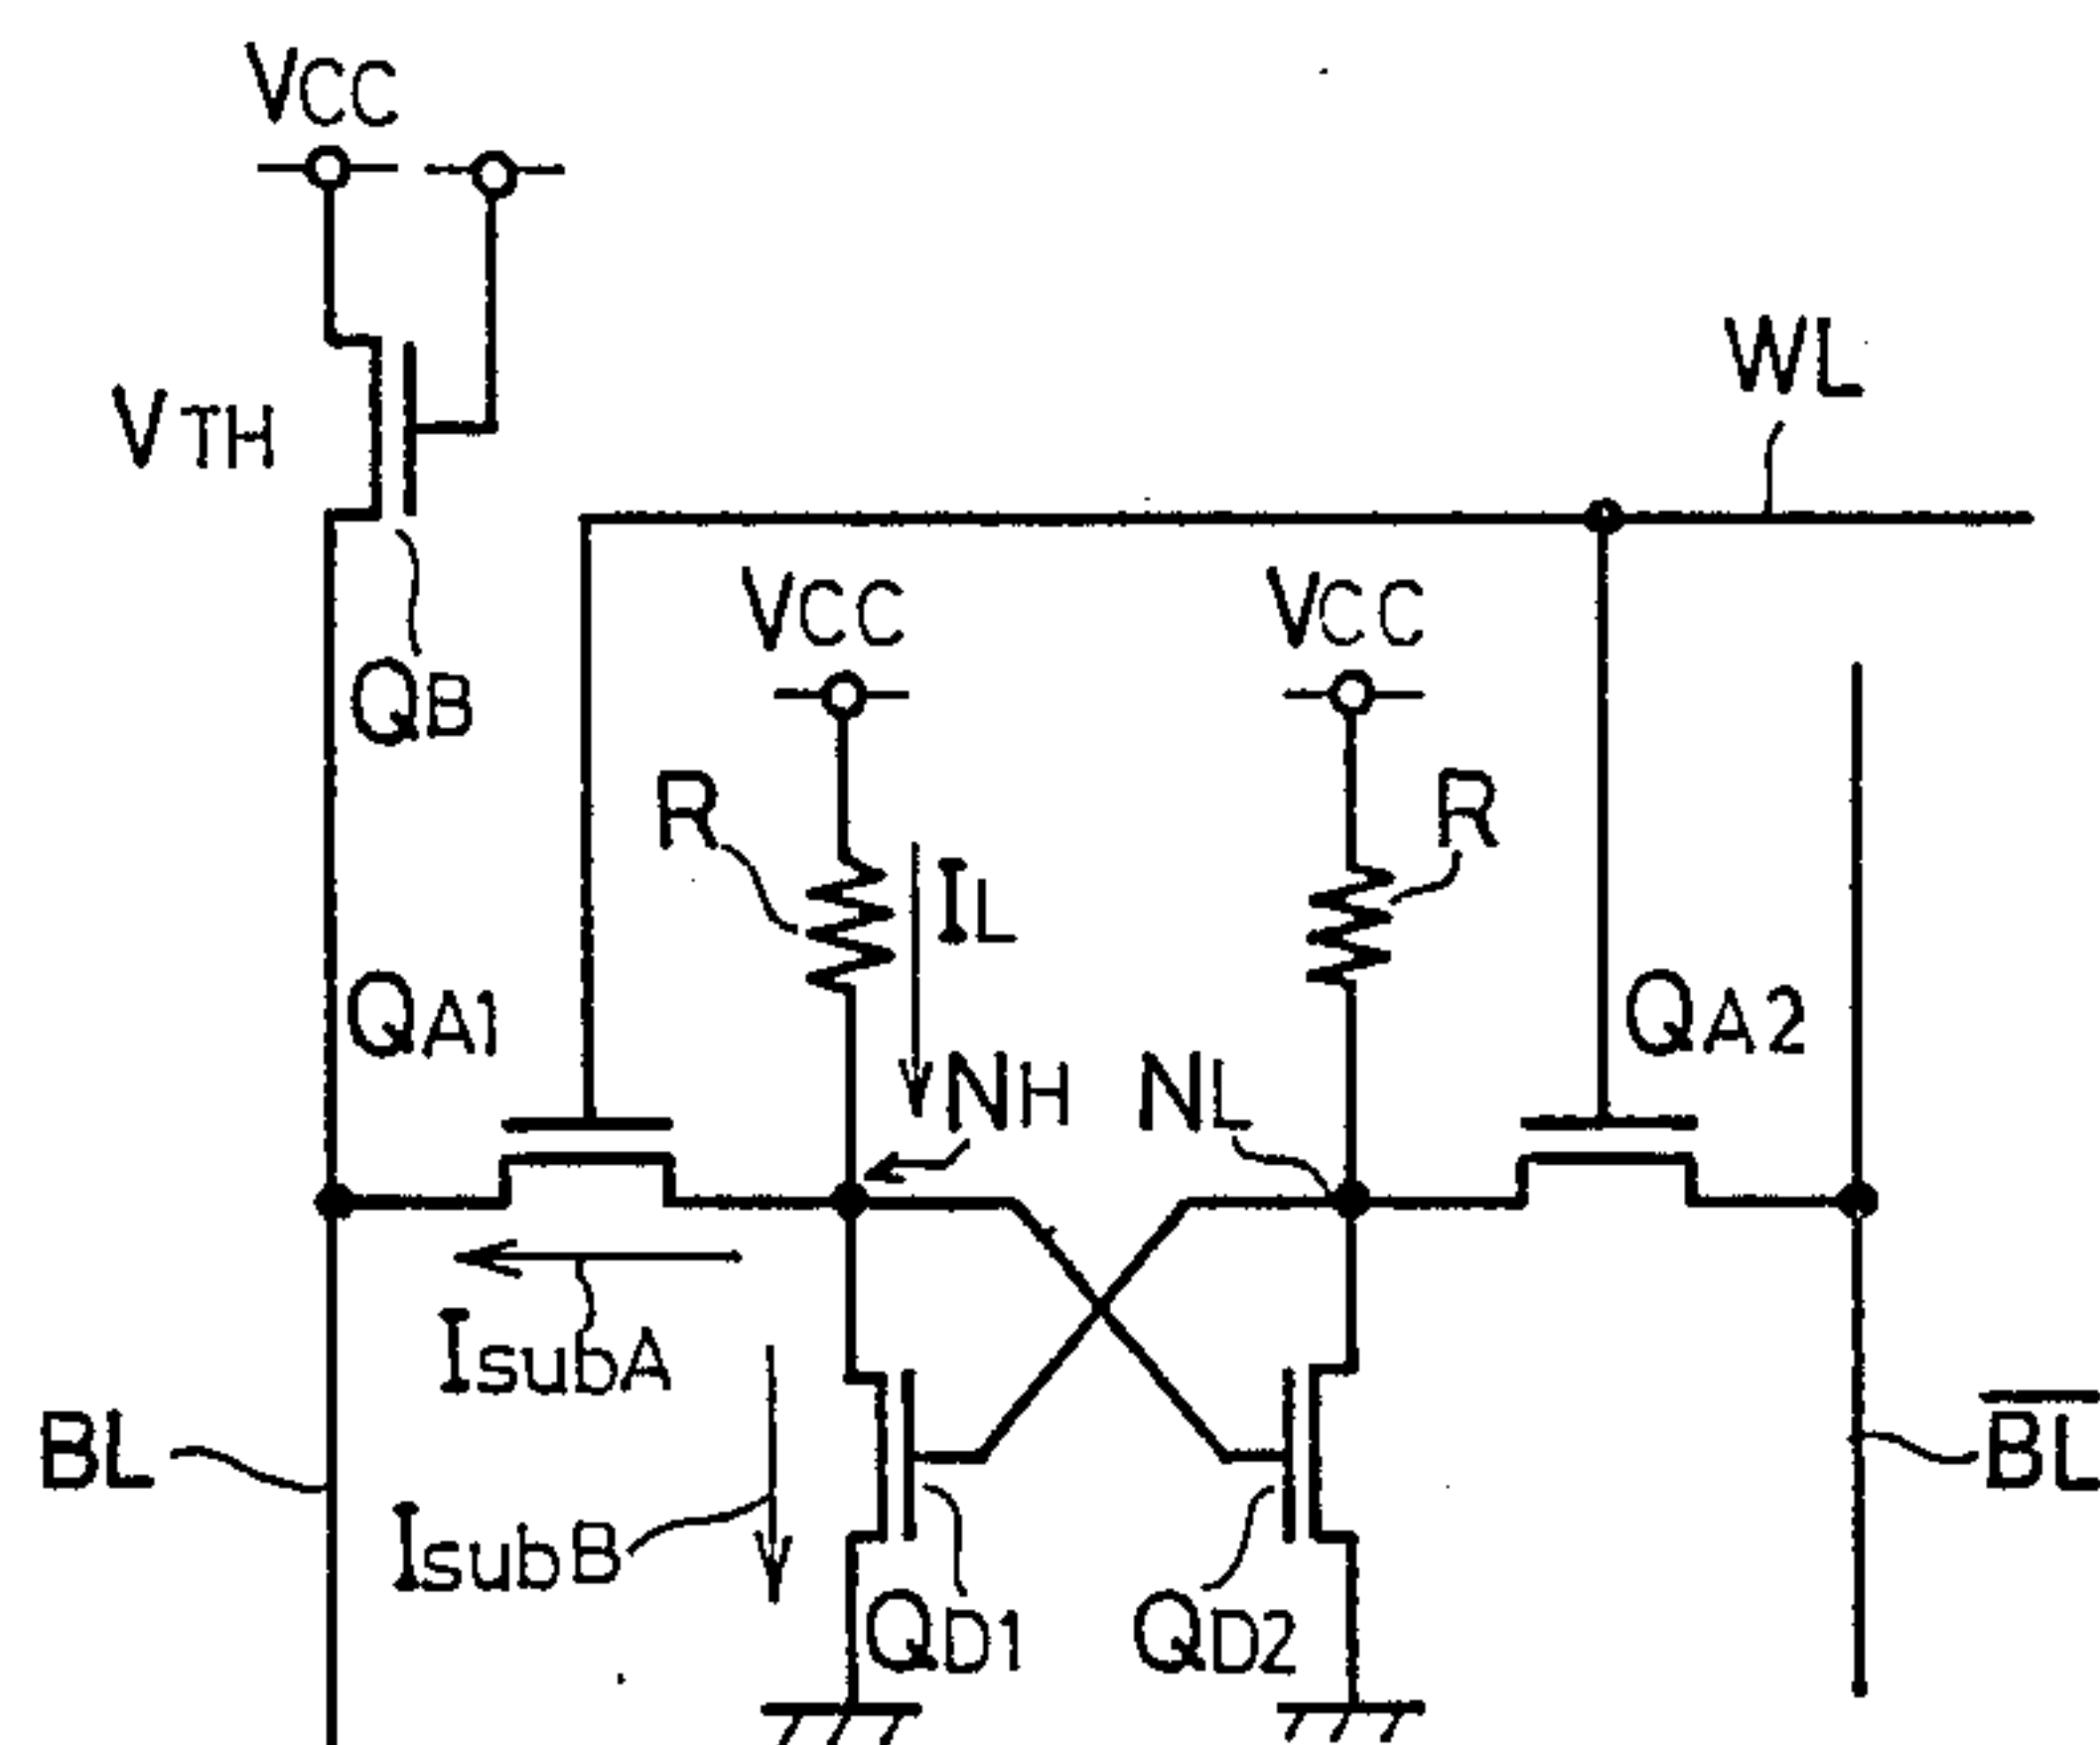 VCC
VTH
WL
VCC
VCC
QB
R
R
IL
QA1
QA2
NH
NL
IsubA
BL
BL
IsubB
QD1
QD2